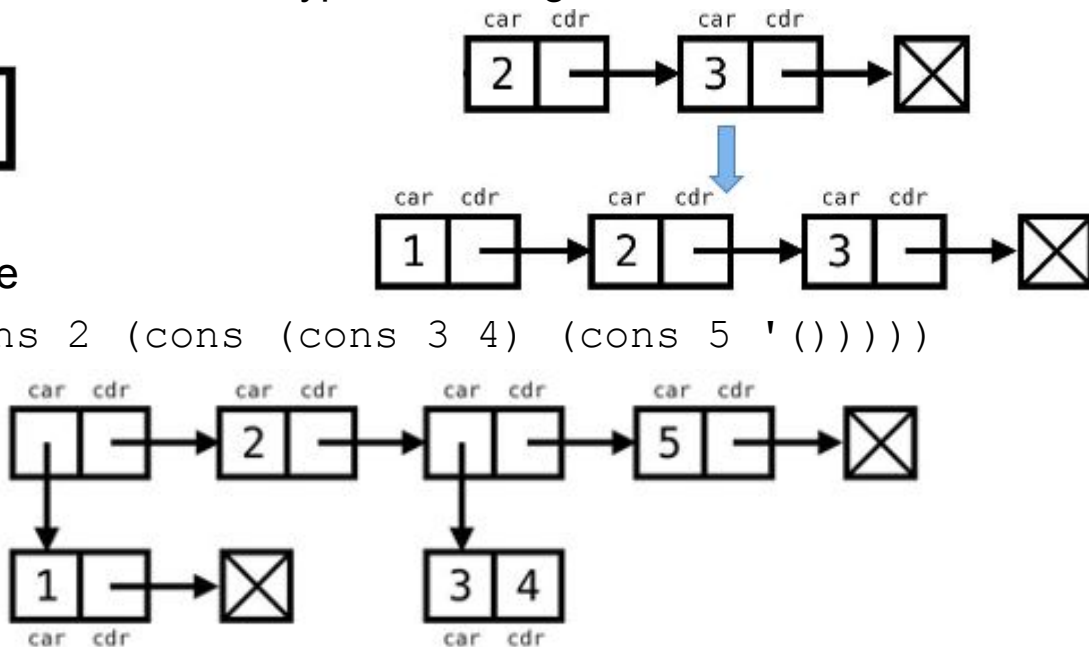 car cdr car cdr
2 3
car cdr car cdr car cdr
1 2 3
(cons (cons 3 4) (cons 5 '()))))
2
car cdr car cdr car cdr car cdr
2 5
1 3 4
car cdr car cdr